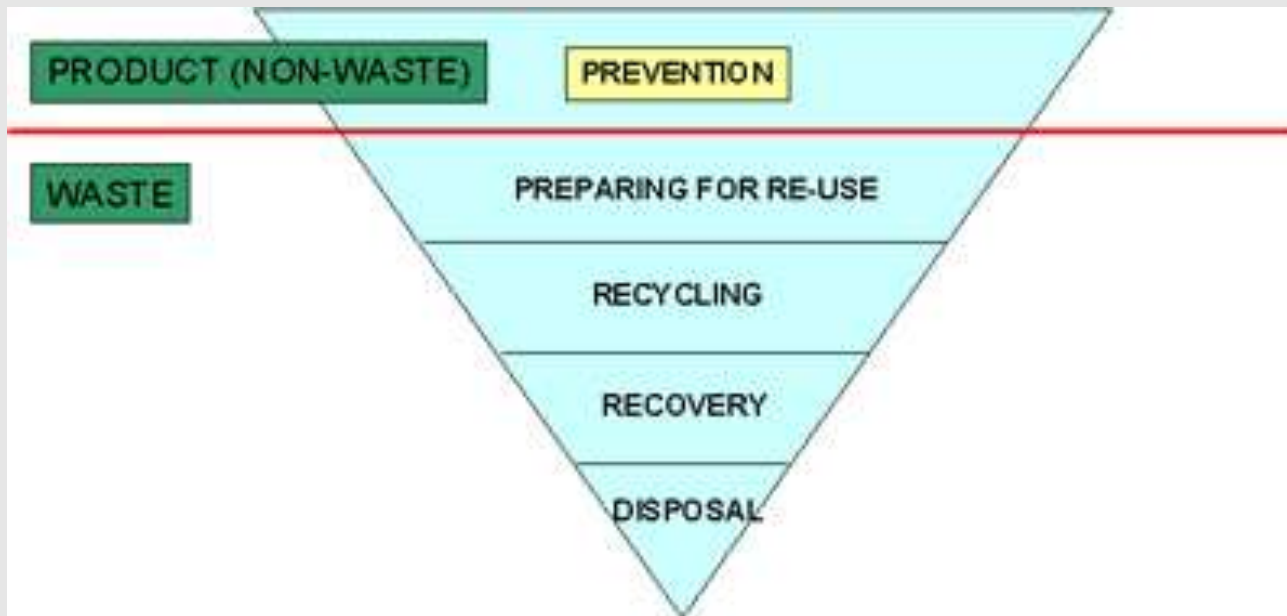 PRODUCT (NON-WASTE)
PREVENTION
WASTE
PREPARING FOR RE-USE
RECYCLING
RECOVERY
DISPOSAL